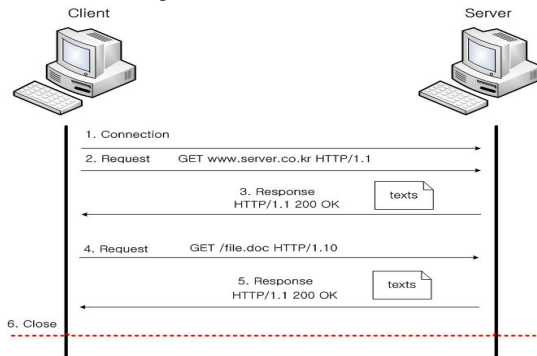 Client
Server
1. Connection
2. Request GET www.server.co.kr HTTP/1.1
3. Response
HTTP/1.1 200 OK
texts
4. Request GET /file.doc HTTP/1.10
5. Response
HTTP/1.1 200 OK
texts
6. Close